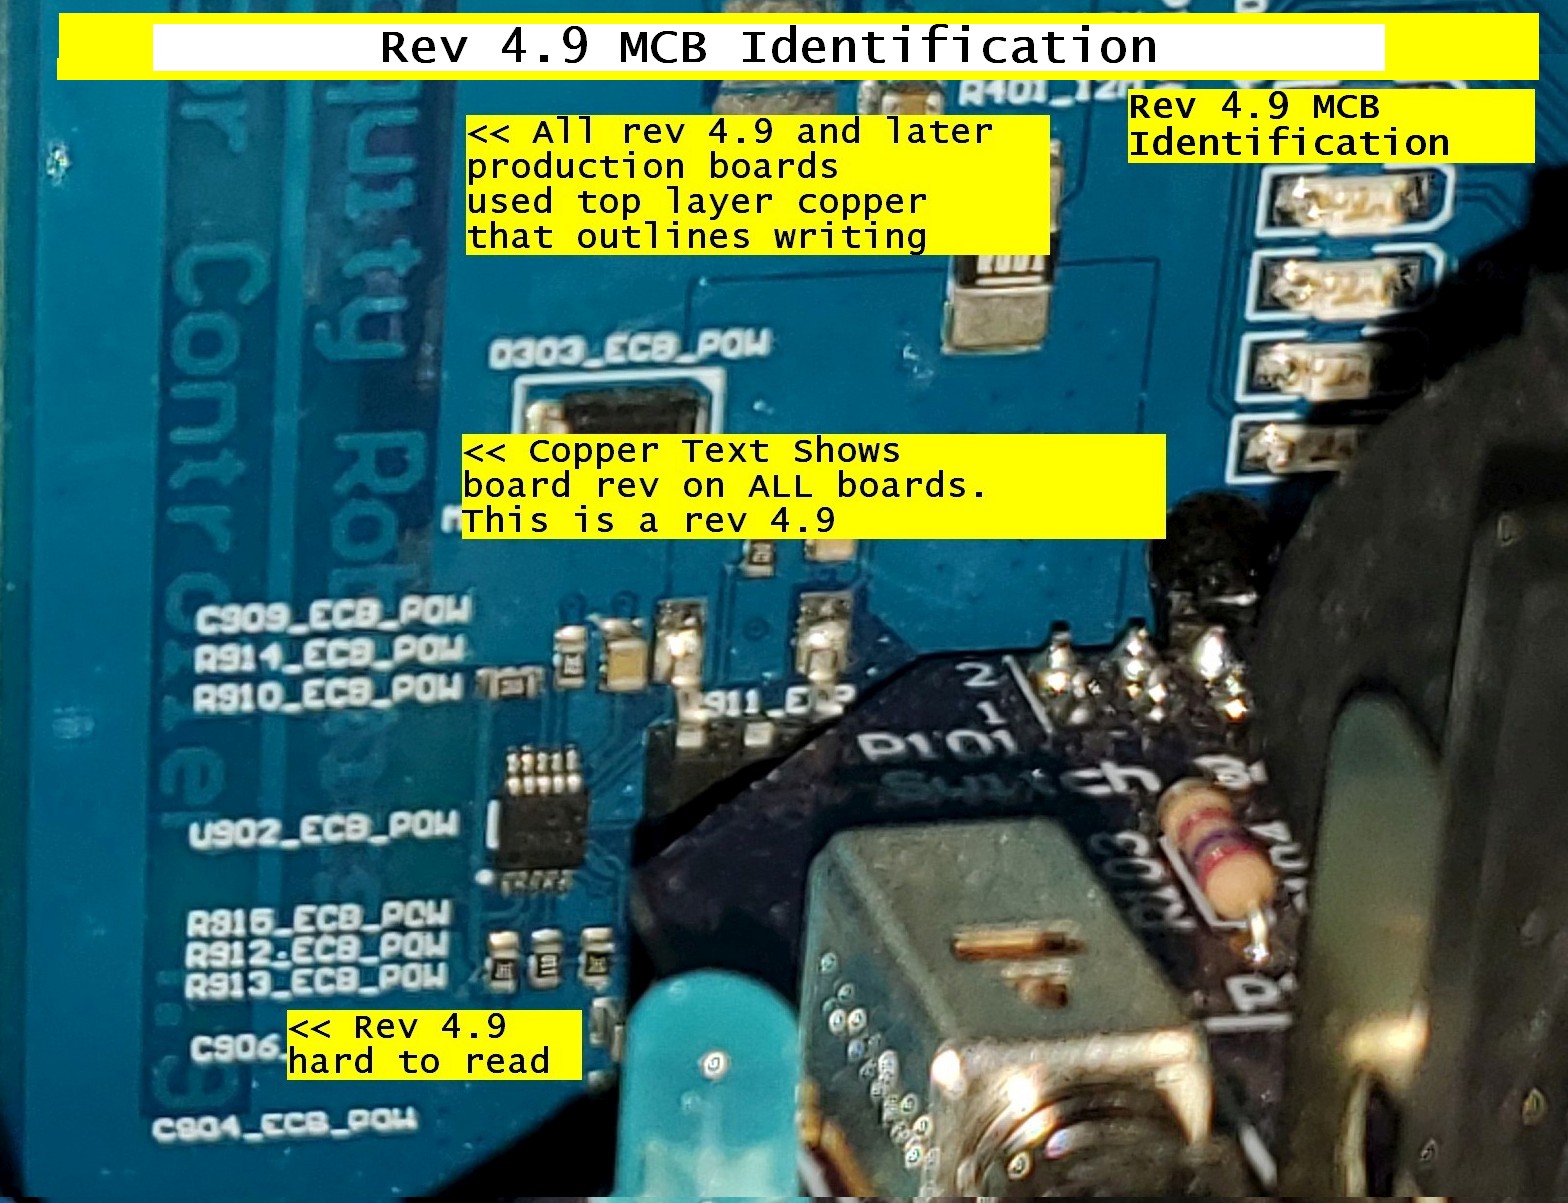 Rev 4.9 MCB Identification
Rev 4.9 MCB
Identification
<< All rev 4.9 and later
production boards
used top layer copper
that outlines writing
D303_ECB_POW
<< Copper Text Shows
board rev on ALL boards.
This is a rev 4.9
C909_ECB_POW
R914_ECB_POW
R910_ECB_POW
2
1
P101
U902_ECB_POW
R915_ECB_POW
R912_ECB_POW
R913_ECB_POW
<< Rev 4.9
hard to read
C906
C904_ECB_POW
Controller